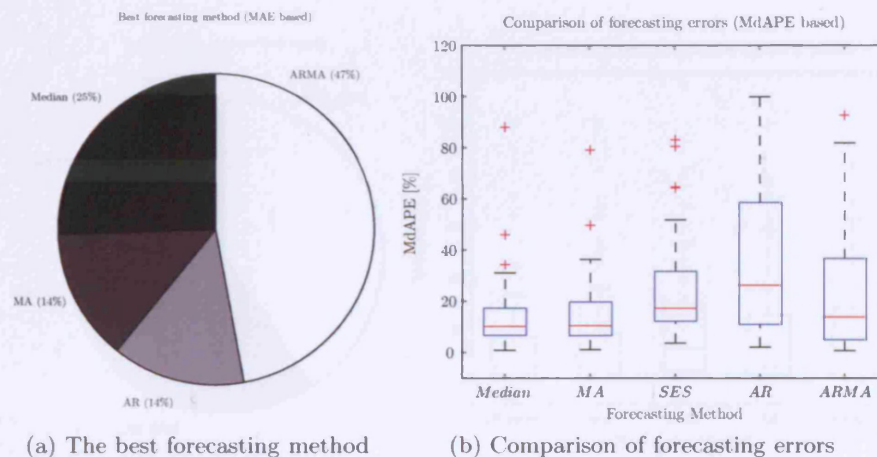 Best forecasting method (MAE based)
ARMA (47%)
Median (25%)
MA (14%)
AR (14%)
(a) The best forecasting method
Comparison of forecasting errors (MdAPE based)
MdAPE [%]
120
100
80
60
40
20
0
Median MA SES AR ARMA
Forecasting Method
(b) Comparison of forecasting errors